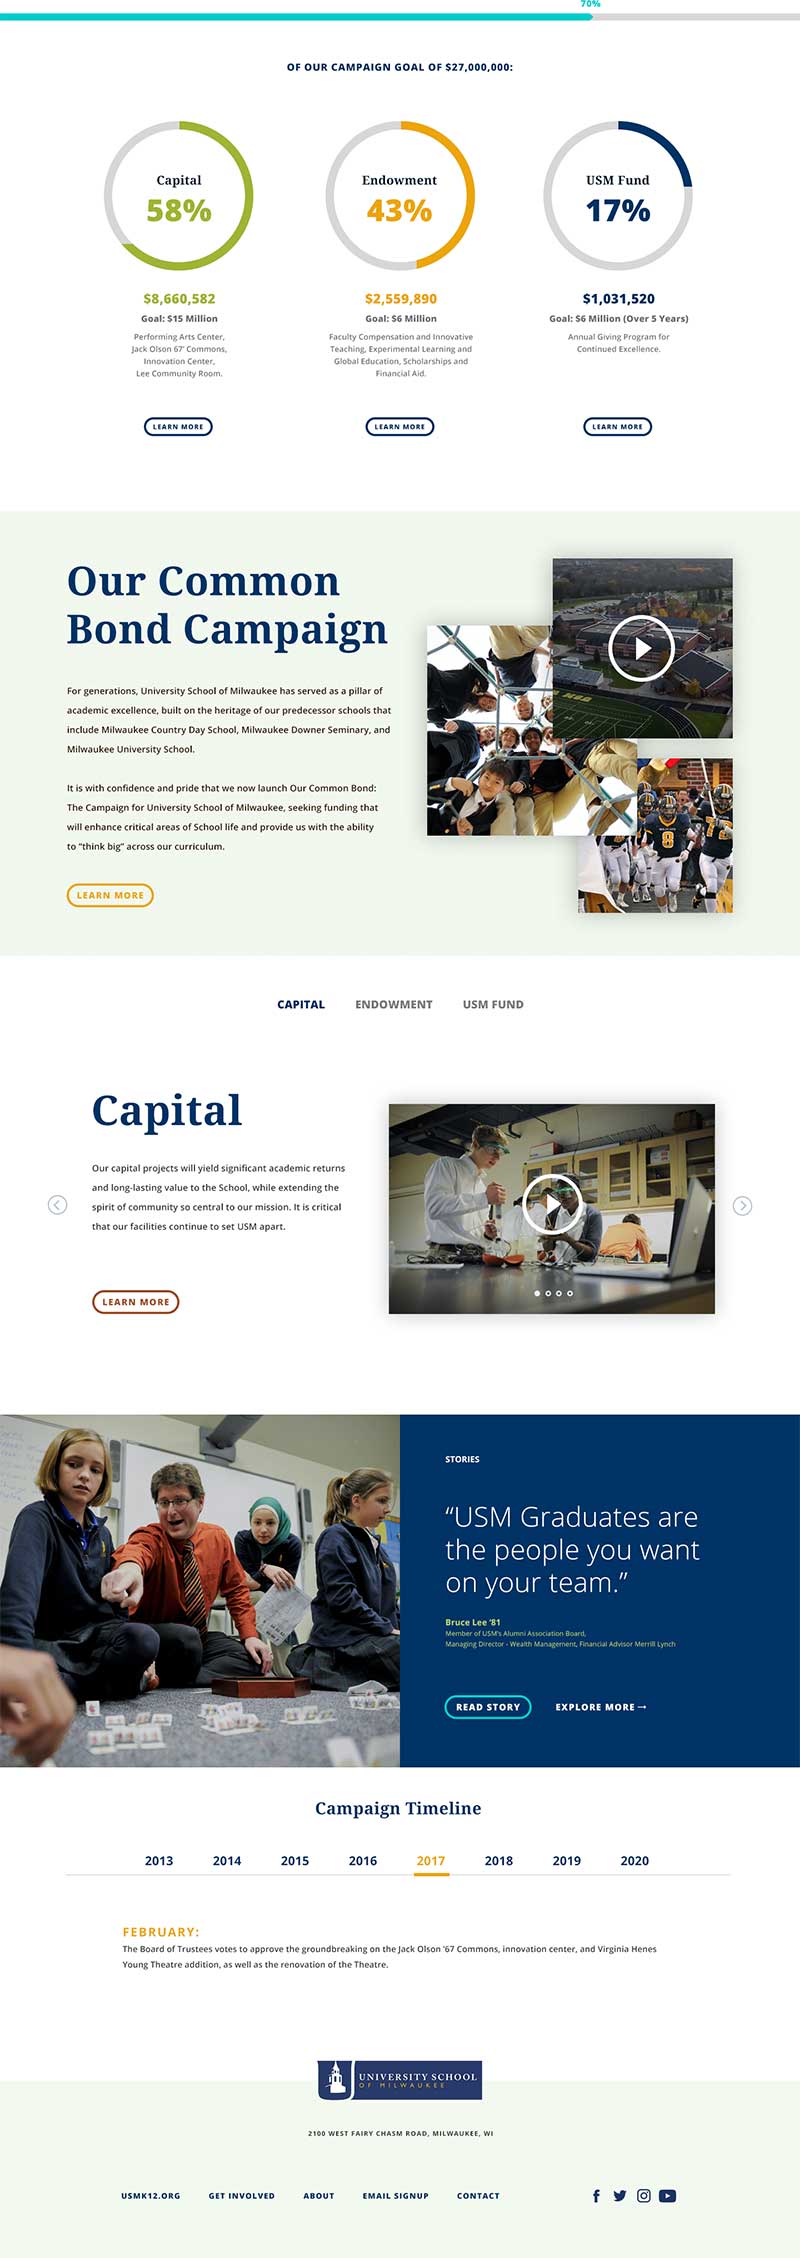 70%
OF OUR CAMPAIGN GOAL OF $27,000,000:
Capital
58%
$8,660,582
Goal: $15 Million
Performing Arts Center,
Jack Olson 67' Commons,
Innovation Center,
Lee Community Room.
LEARN MORE
Endowment
43%
$2,559,890
Goal: $6 Million
Faculty Compensation and Innovative
Teaching, Experimental Learning and
Global Education, Scholarships and
Financial Aid.
LEARN MORE
USM Fund
17%
$1,031,520
Goal: $6 Million (Over 5 Years)
Annual Giving Program for
Continued Excellence.
LEARN MORE
Our Common
Bond Campaign
For generations, University School of Milwaukee has served as a pillar of
academic excellence, built on the heritage of our predecessor schools that
include Milwaukee Country Day School, Milwaukee Downer Seminary, and
Milwaukee University School.
It is with confidence and pride that we now launch Our Common Bond:
The Campaign for University School of Milwaukee, seeking funding that
will enhance critical areas of School life and provide us with the ability
to “think big” across our curriculum.
LEARN MORE
8
CAPITAL ENDOWMENT USM FUND
Capital
Our capital projects will yield significant academic returns
and long-lasting value to the School, while extending the
spirit of community so central to our mission. It is critical
that our facilities continue to set USM apart.
LEARN MORE
STORIES
“USM Graduates are
the people you want
on your team.”
Bruce Lee ‘81
Member of USM's Alumni Association Board,
Managing Director - Wealth Management, Financial Advisor Merrill Lynch
READ STORY EXPLORE MORE→
Campaign Timeline
2013 2014 2015 2016 2017 2018 2019 2020
FEBRUARY:
The Board of Trustees votes to approve the groundbreaking on the Jack Olson ’67 Commons, innovation center, and Virginia Henes
Young Theatre addition, as well as the renovation of the Theatre.
UNIVERSITY SCHOOL
OF MILWAUKEE
2100 WEST FAIRY CHASM ROAD, MILWAUKEE, WI
USMK12.ORG GET INVOLVED ABOUT EMAIL SIGNUP CONTACT